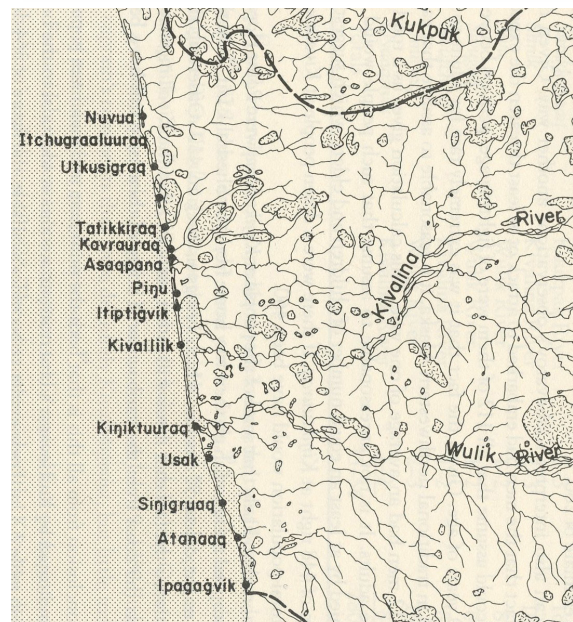 Kukpuk
Nuvua
Itchugraaluuraq
Utkusigraq
Tatikkiraq
Kavrauraq
Asaqpana
Piŋu
Itiptiġvik
Kivalliik
Kiŋiktuuraq
Usak
Siŋigruaq
Atanaaq
Ipaġaġvik
River
Kivalina
Wulik River